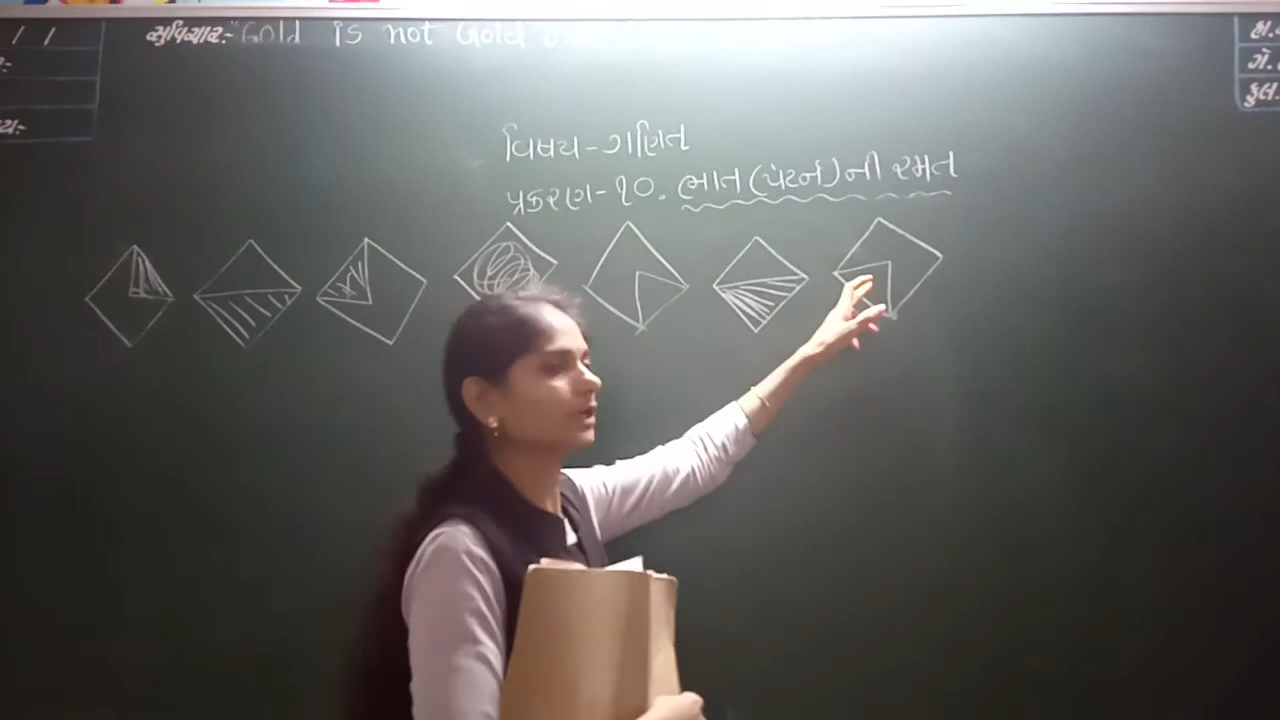 સુવિચાર:- "Gold is not Gold
વિષય - ગણિત
પ્રકરણ - ૧૦. ભાત (પેટર્ન) ની રમત
હા.
ગે.
કુલ.